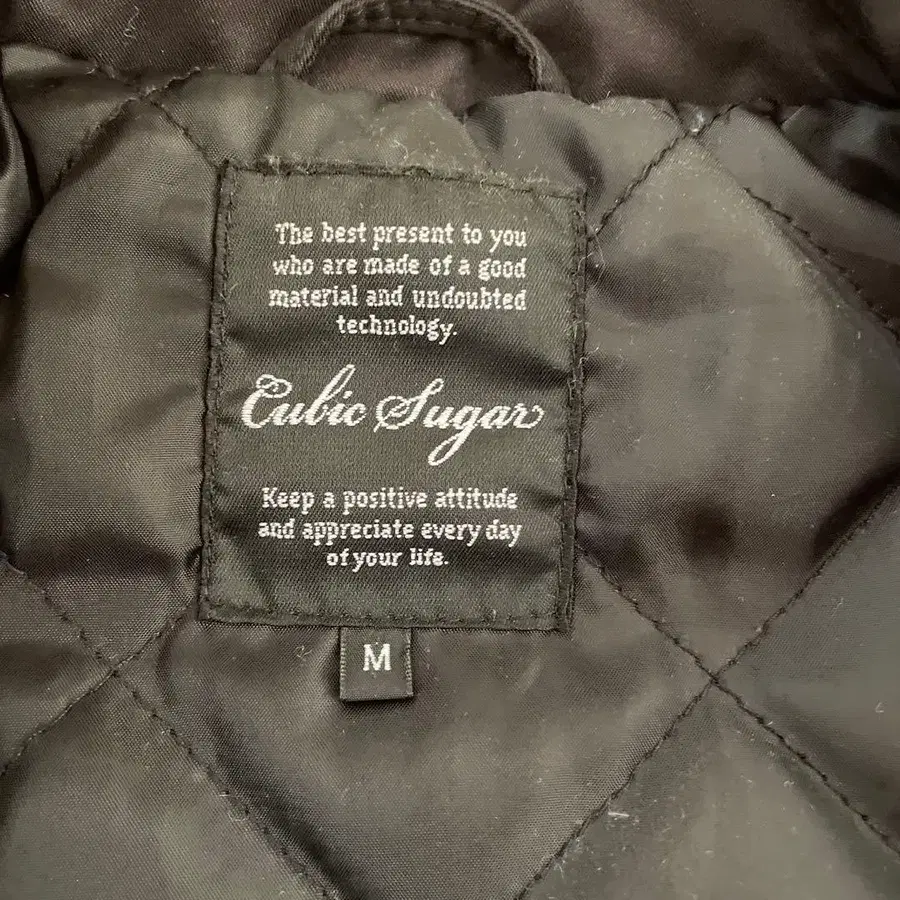 The best present to you
who are made of a good
material and undoubted
technology.
Cubic Sugar
Keep a positive attitude
and appreciate every day
of your life.
M